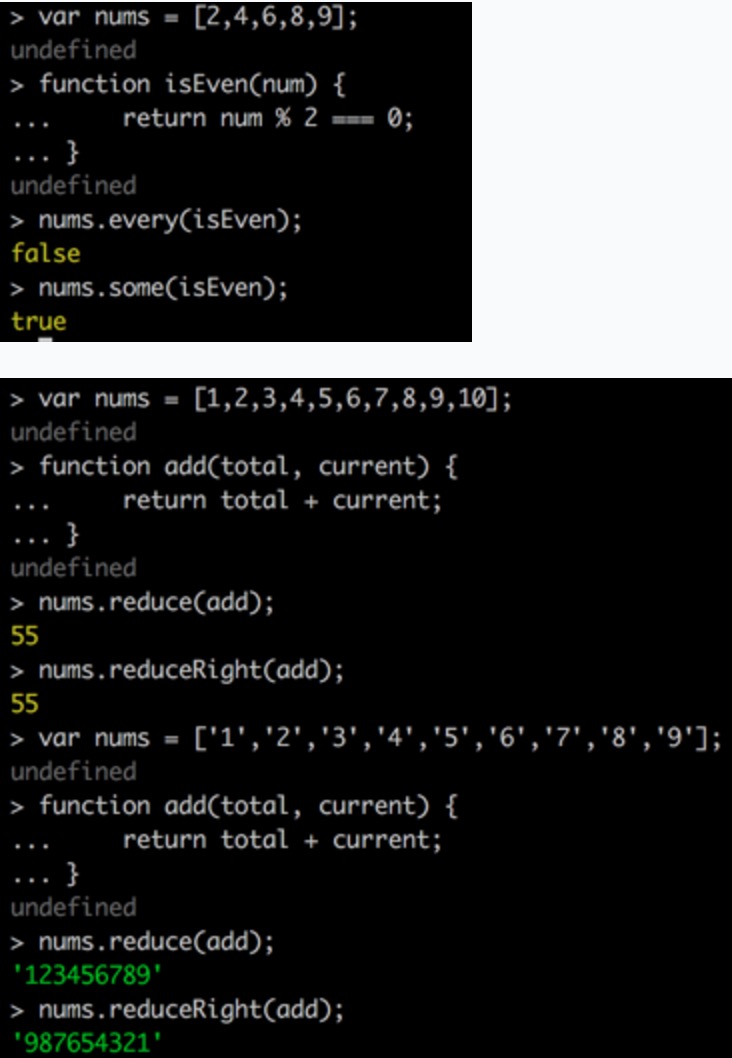 > var nums = [2,4,6,8,9];
undefined
> function isEven(num) {
...     return num % 2 === 0;
... }
undefined
> nums.every(isEven);
false
> nums.some(isEven);
true
> var nums = [1,2,3,4,5,6,7,8,9,10];
undefined
> function add(total, current) {
...     return total + current;
... }
undefined
> nums.reduce(add);
55
> nums.reduceRight(add);
55
> var nums = ['1','2','3','4','5','6','7','8','9'];
undefined
> function add(total, current) {
...     return total + current;
... }
undefined
> nums.reduce(add);
'123456789'
> nums.reduceRight(add);
'987654321'